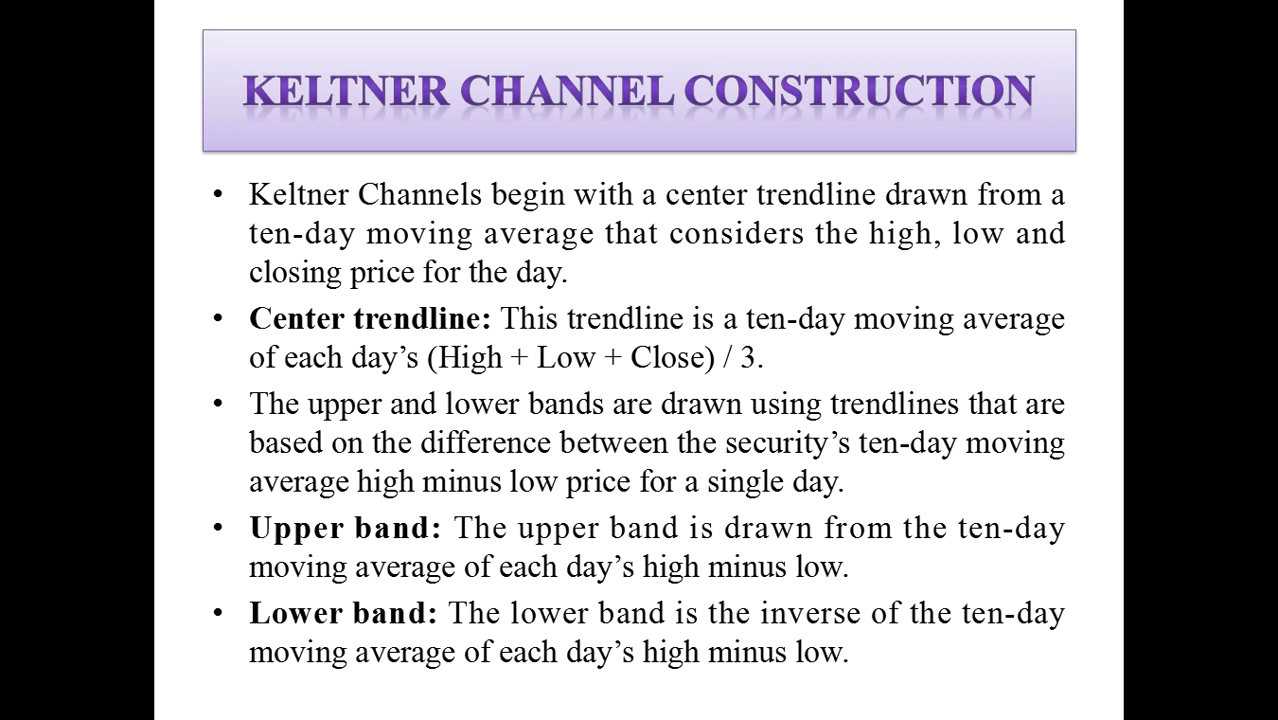 KELTNER CHANNEL CONSTRUCTION
• Keltner Channels begin with a center trendline drawn from a
ten-day moving average that considers the high, low and
closing price for the day.
• Center trendline: This trendline is a ten-day moving average
of each day’s (High + Low + Close) / 3.
• The upper and lower bands are drawn using trendlines that are
based on the difference between the security’s ten-day moving
average high minus low price for a single day.
• Upper band: The upper band is drawn from the ten-day
moving average of each day’s high minus low.
• Lower band: The lower band is the inverse of the ten-day
moving average of each day’s high minus low.